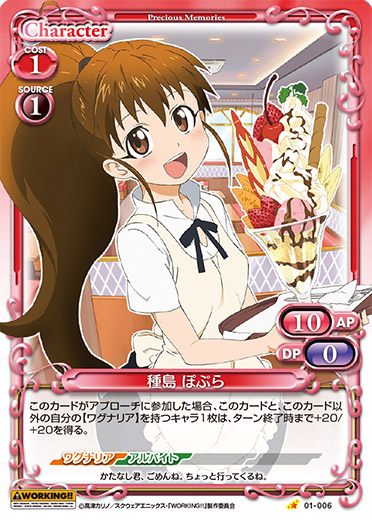 Precious Memories
Character
COST
1
SOURCE
1
10 AP
DP 0
種島 ぽぷら
このカードがアプローチに参加した場合、このカードと、このカード以
外の自分の【ワグナリア】を持つキャラ1枚は、ターン終了時まで+20/
+20を得る。
ワグナリア アルバイト
かたなし君、ごめんね。ちょっと行ってくるね。
WORKING!!
©高津カリノ/スクウェアエニックス・「WORKING!!」製作委員会
01-006